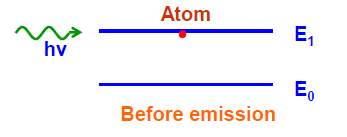 Atom
hν
E₁
E₀
Before emission